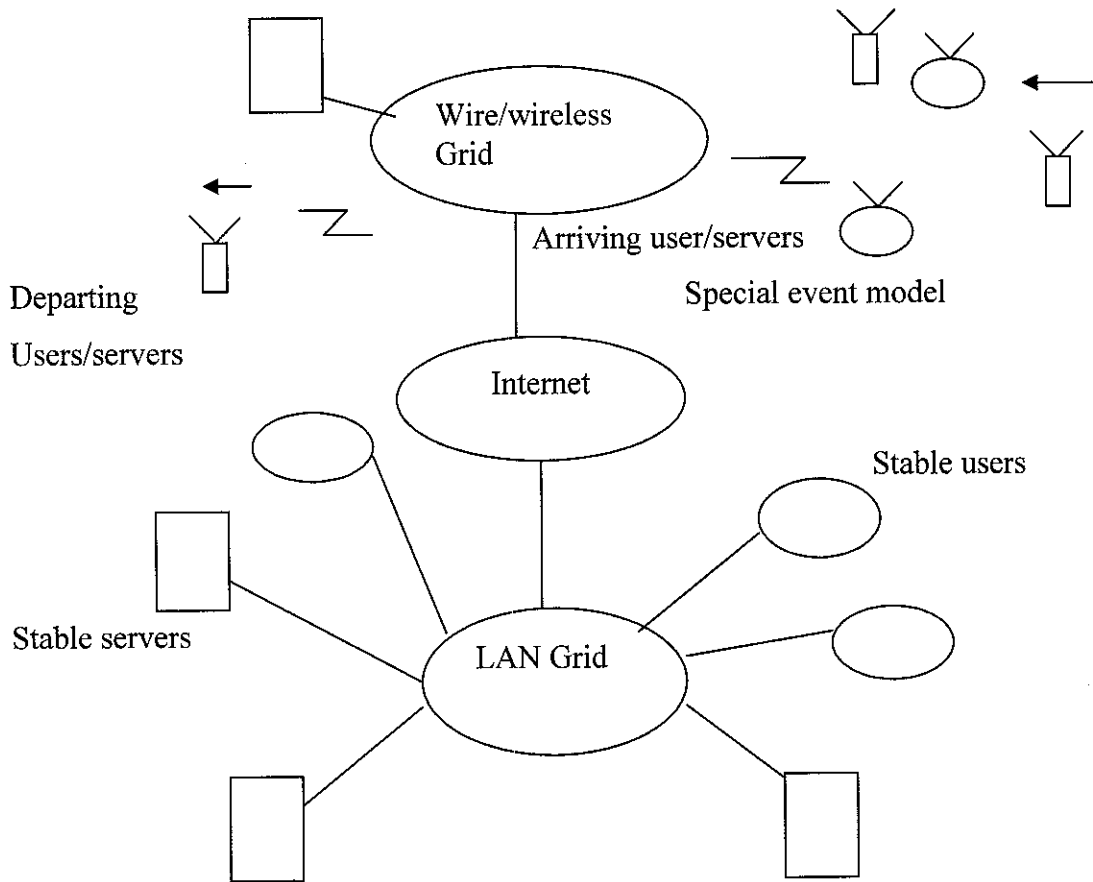 Wire/wireless
Grid
Arriving user/servers
Special event model
Departing
Users/servers
Internet
Stable users
Stable servers
LAN Grid